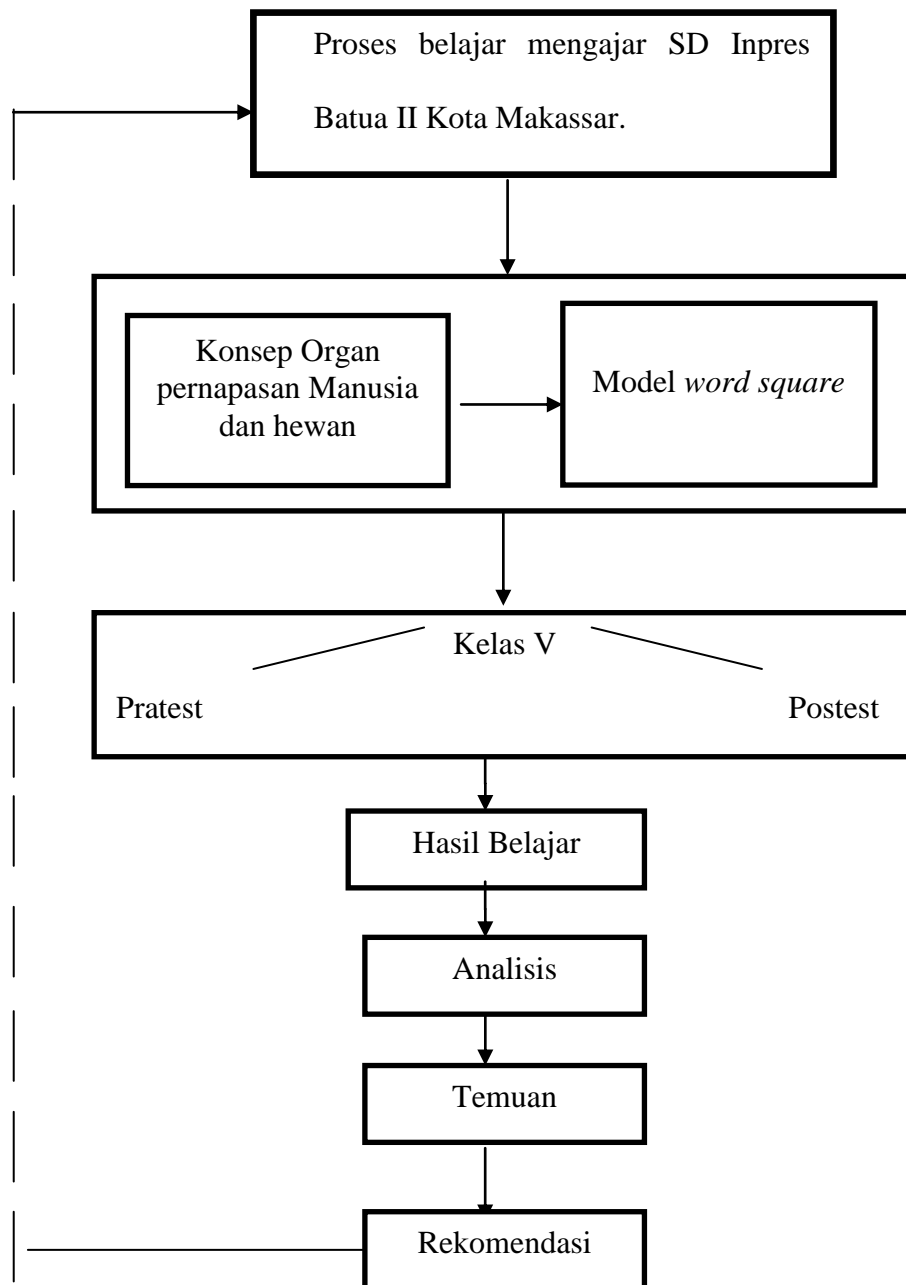 Proses belajar mengajar SD Inpres
Batua II Kota Makassar.
Konsep Organ
pernapasan Manusia
dan hewan
Model word square
Kelas V
Pratest
Postest
Hasil Belajar
Analisis
Temuan
Rekomendasi